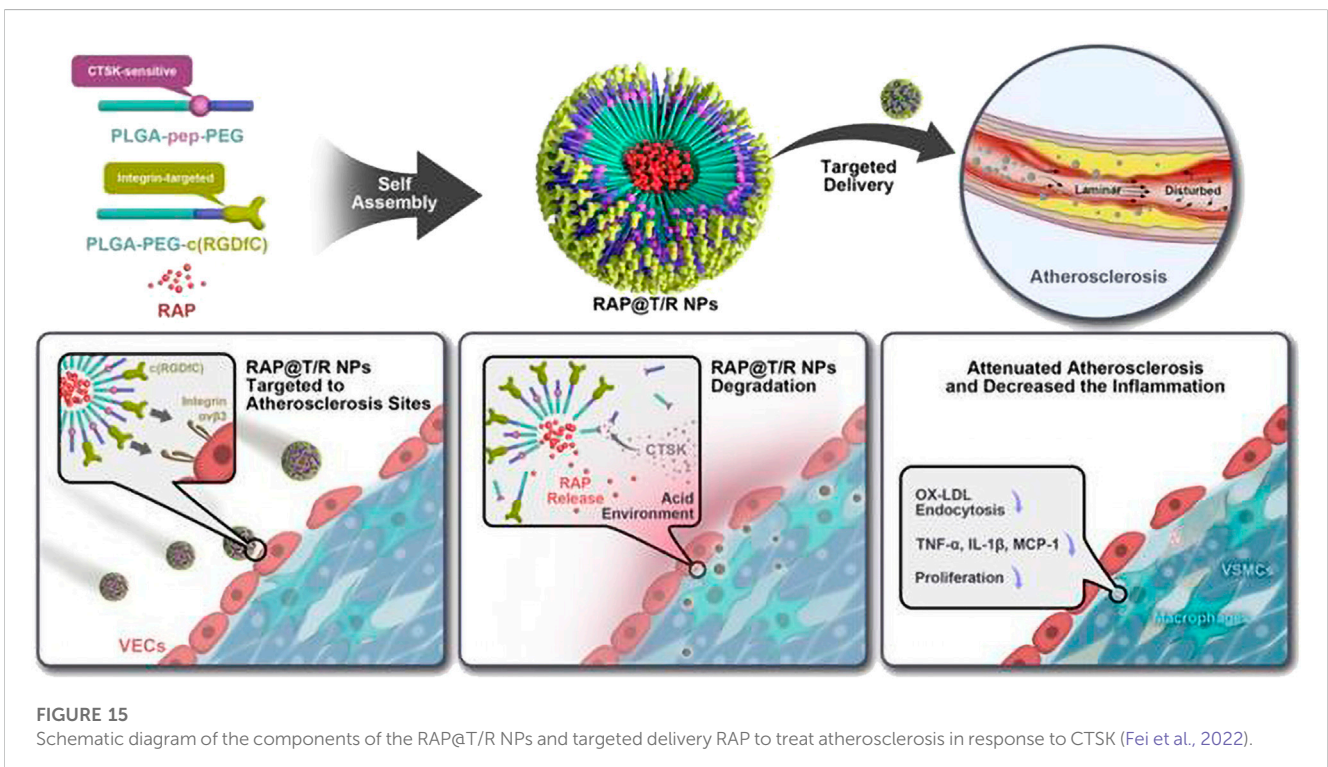 CTSK-sensitive
PLGA-pep-PEG
Integrin-targeted
PLGA-PEG-c(RGDfC)
RAP
Self
Assembly
RAP@T/R NPs
Targeted
Delivery
Laminar
Disturbed
Atherosclerosis
c(RGDfC)
Integrin
αvβ3
RAP@T/R NPs
Targeted to
Atherosclerosis Sites
VECs
RAP@T/R NPs
Degradation
CTSK
RAP
Release
Acid
Environment
Attenuated Atherosclerosis
and Decreased the Inflammation
OX-LDL
Endocytosis
TNF-α, IL-1β, MCP-1
Proliferation
VSMCs
Macrophages
FIGURE 15
Schematic diagram of the components of the RAP@T/R NPs and targeted delivery RAP to treat atherosclerosis in response to CTSK (Fei et al., 2022).